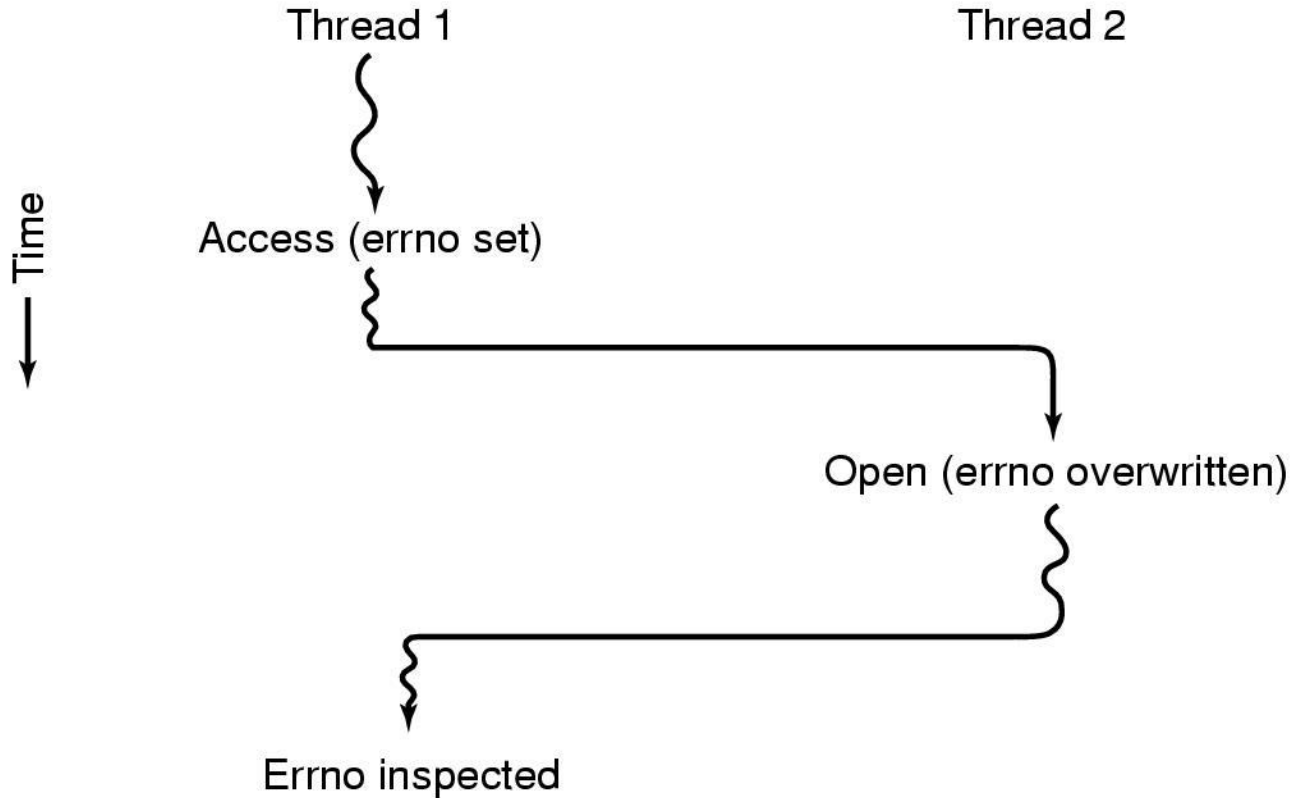 Thread 1
Thread 2
Time
Access (errno set)
Open (errno overwritten)
Errno inspected